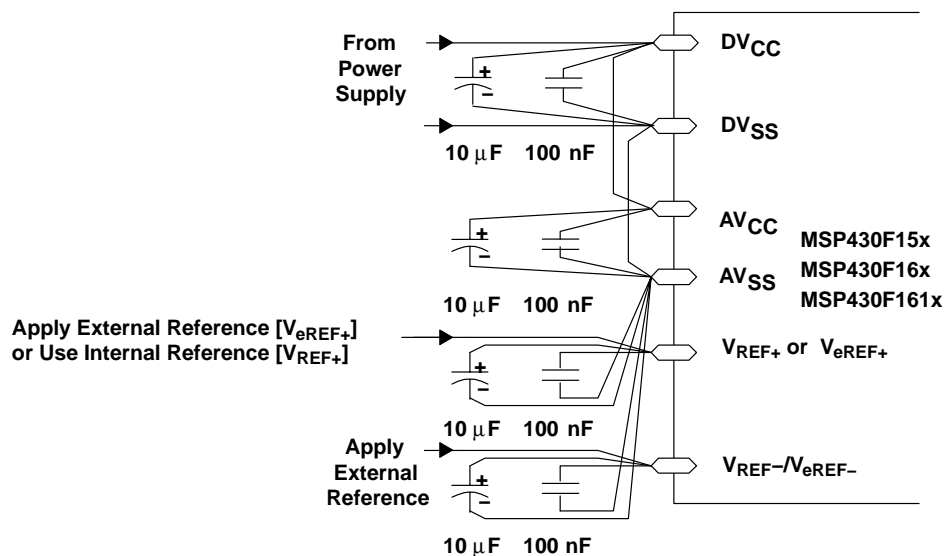 From
Power
Supply
+
−
10 μF 100 nF
DVCC
DVSS
+
−
10 μF 100 nF
AVCC
AVSS
MSP430F15x
MSP430F16x
MSP430F161x
Apply External Reference [VeREF+]
or Use Internal Reference [VREF+]
+
−
10 μF 100 nF
VREF+ or VeREF+
Apply
External
Reference
+
−
10 μF 100 nF
VREF−/VeREF−